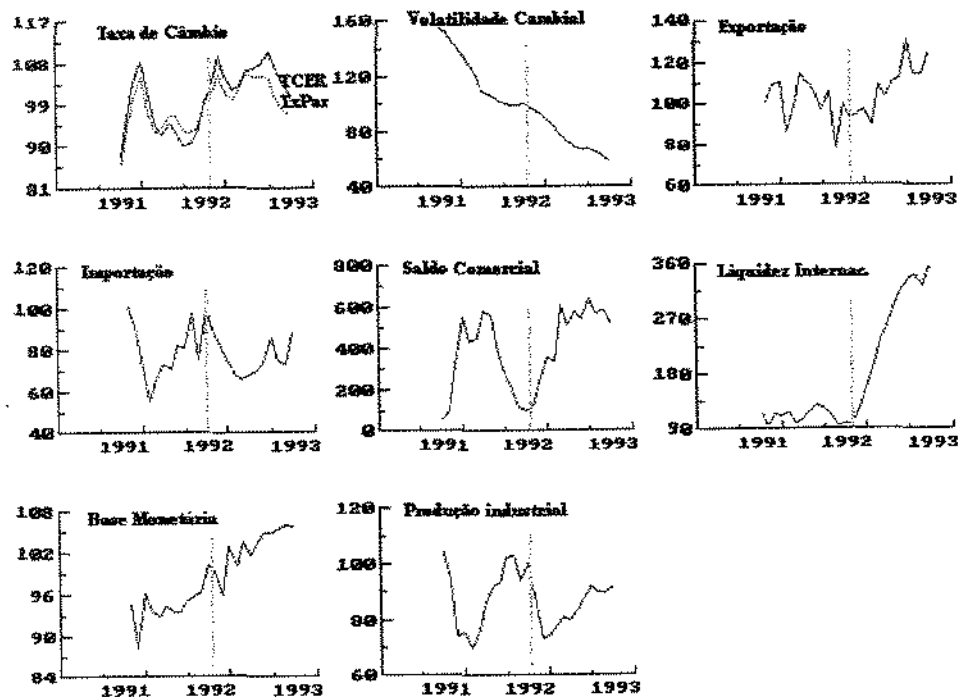 Taxa de Câmbio
117
108
99
90
81
TCER
TxPar
1991 1992 1993
Volatilidade Cambial
160
120
80
40
1991 1992 1993
Exportação
140
120
100
80
60
1991 1992 1993
Importação
120
100
80
60
40
1991 1992 1993
Saldo Comercial
800
600
400
200
0
1991 1992 1993
Liquidez Internac.
360
270
180
90
1991 1992 1993
Base Monetária
108
102
96
90
84
1991 1992 1993
Produção industrial
120
100
80
60
1991 1992 1993